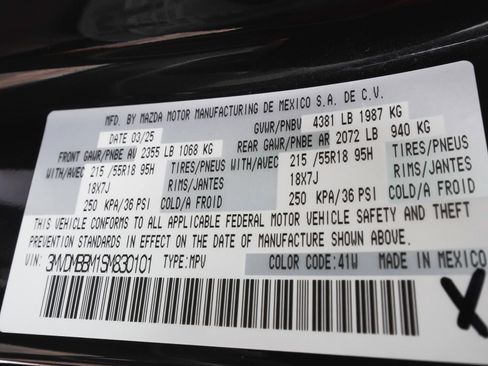 MFD. BY MAZDA MOTOR MANUFACTURING DE MEXICO S.A. DE C.V.
DATE 03/25 GVWR/PNBV 4381 LB 1987 KG
FRONT GAWR/PNBE AV 2355 LB 1068 KG REAR GAWR/PNBE AR 2072 LB 940 KG
WITH/AVEC 215 /55R18 95H TIRES/PNEUS WITH/AVEC 215 /55R18 95H TIRES/PNEUS
18X7J RIMS/JANTES 18X7J RIMS/JANTES
250 KPA/36 PSI COLD/A FROID 250 KPA/36 PSI COLD/A FROID
THIS VEHICLE CONFORMS TO ALL APPLICABLE FEDERAL MOTOR VEHICLE SAFETY AND THEFT
PREVENTION STANDARDS IN EFFECT ON THE DATE OF MANUFACTURE SHOWN ABOVE.
VIN: 3MVDMBBM1SM830101 TYPE:MPV COLOR CODE:41W MADE IN MEXICO
X